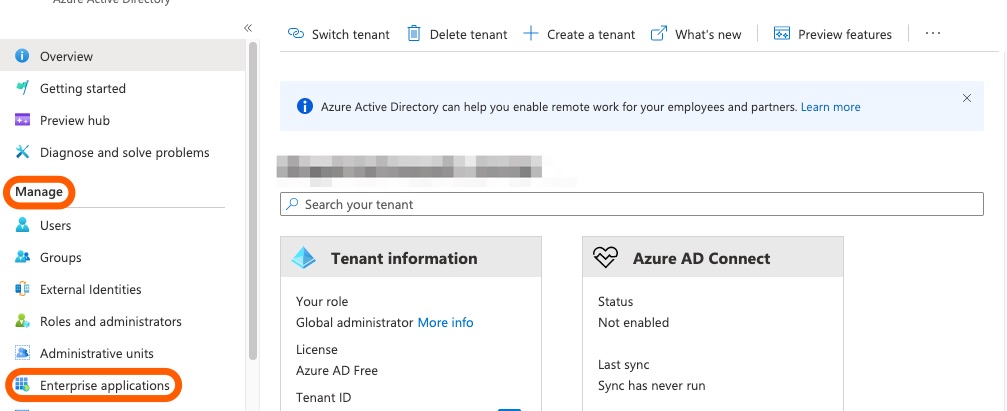 Azure Active Directory
«
Switch tenant
Delete tenant
Create a tenant
What's new
Preview features
...
Overview
Getting started
Preview hub
Diagnose and solve problems
Manage
Users
Groups
External Identities
Roles and administrators
Administrative units
Enterprise applications
Azure Active Directory can help you enable remote work for your employees and partners. Learn more
Search your tenant
Tenant information
Your role
Global administrator More info
License
Azure AD Free
Tenant ID
Azure AD Connect
Status
Not enabled
Last sync
Sync has never run